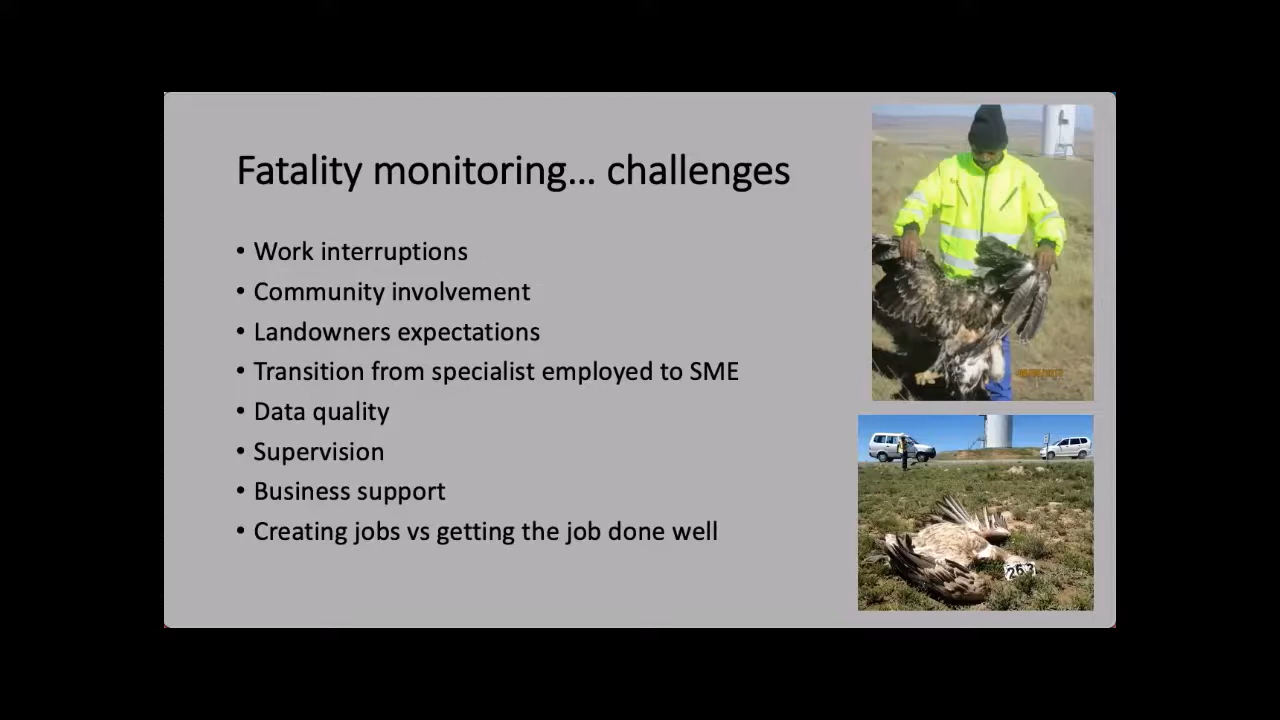 Fatality monitoring... challenges
• Work interruptions
• Community involvement
• Landowners expectations
• Transition from specialist employed to SME
• Data quality
• Supervision
• Business support
• Creating jobs vs getting the job done well
263